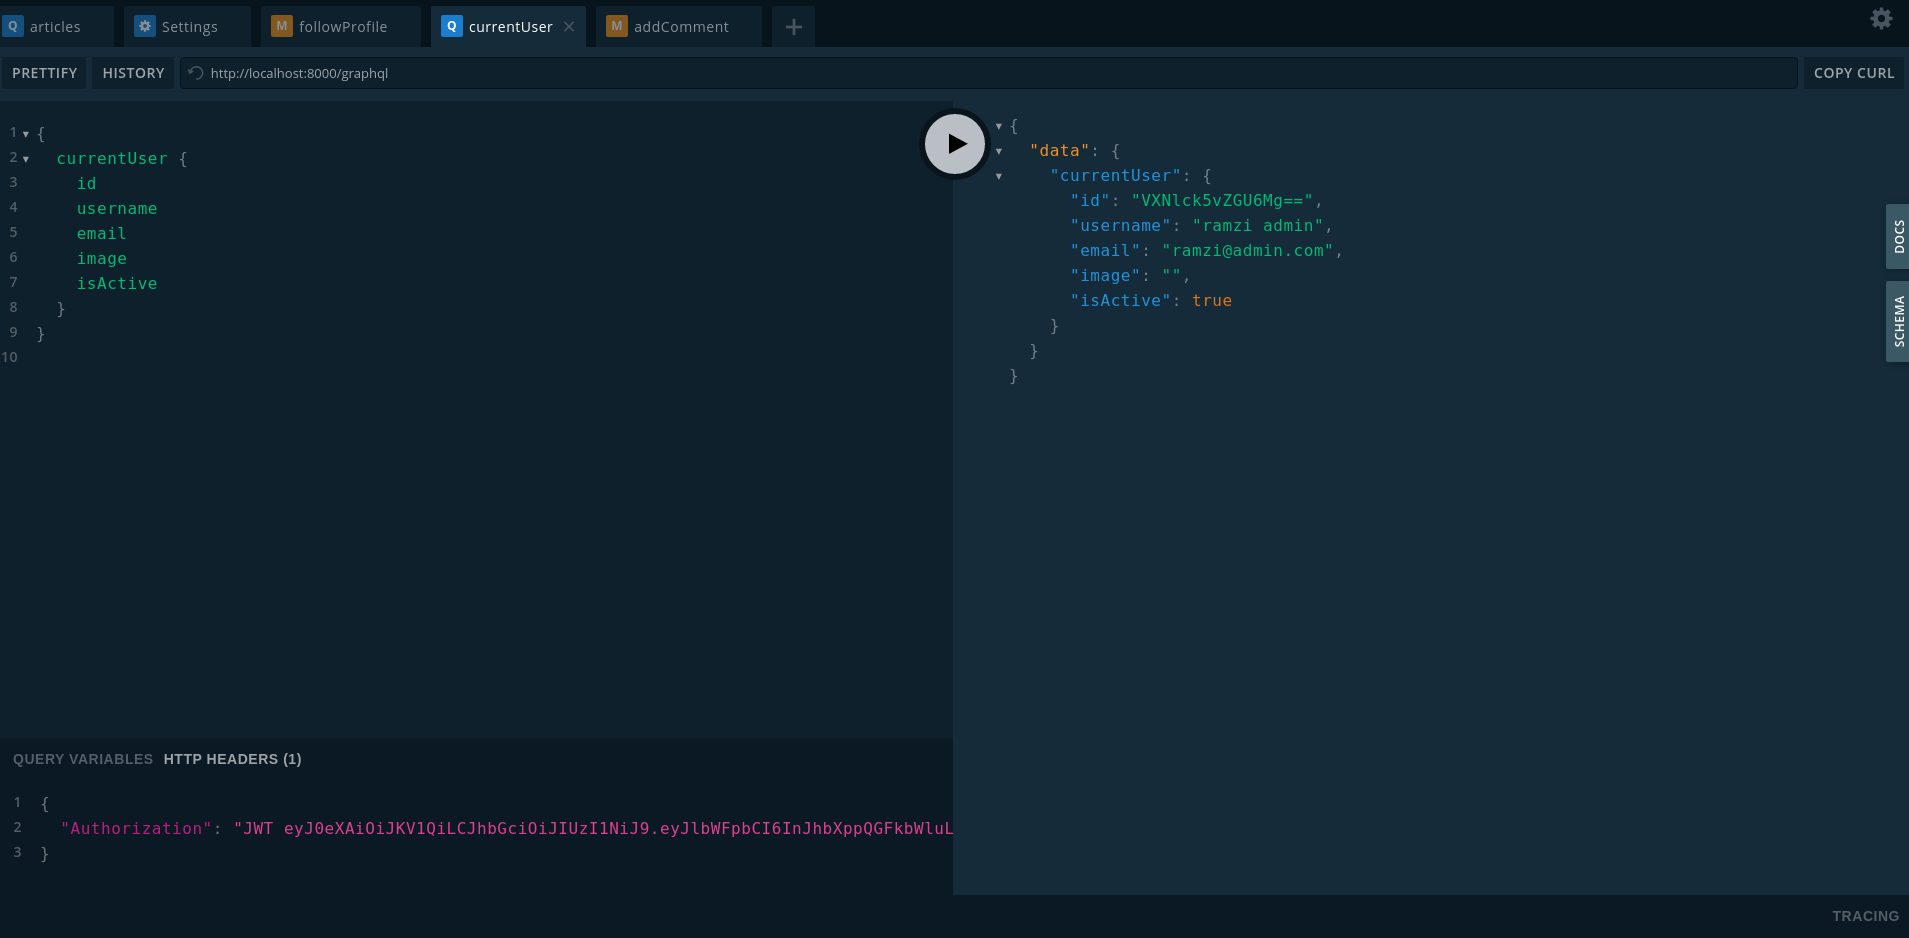 Q articles Settings M followProfile Q currentUser × M addComment +
PRETTIFY HISTORY http://localhost:8000/graphql COPY CURL
1 {
2 currentUser {
3 id
4 username
5 email
6 image
7 isActive
8 }
9 }
10
{
"data": {
"currentUser": {
"id": "VXNlck5vZGU6Mg==",
"username": "ramzi admin",
"email": "ramzi@admin.com",
"image": "",
"isActive": true
}
}
}
DOCS
SCHEMA
QUERY VARIABLES HTTP HEADERS (1)
1 {
2 "Authorization": "JWT eyJ0eXAiOiJKV1QiLCJhbGciOiJIUzI1NiJ9.eyJlbWFpbCI6InJhbXppQGFkbWluL
3 }
TRACING